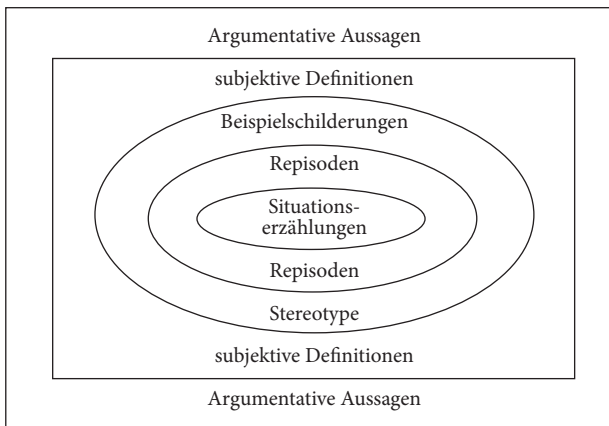 Argumentative Aussagen
subjektive Definitionen
Beispielschilderungen
Repisoden
Situations-
erzählungen
Repisoden
Stereotype
subjektive Definitionen
Argumentative Aussagen